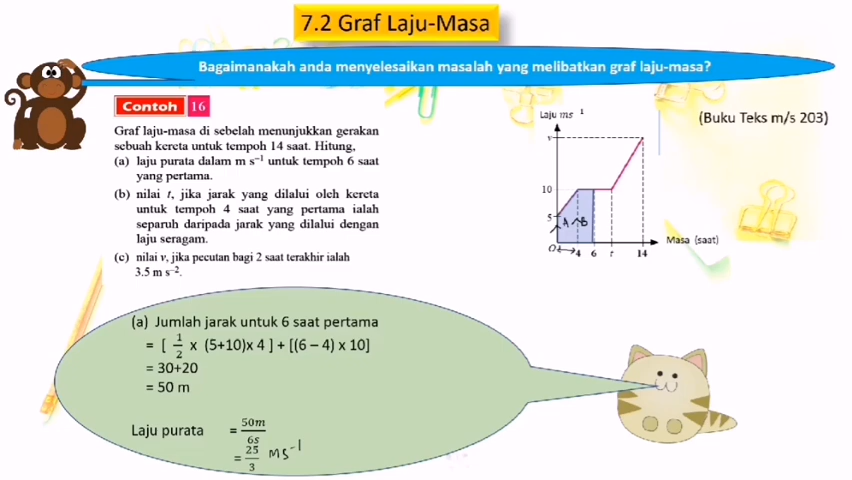 7.2 Graf Laju-Masa
Bagaimanakah anda menyelesaikan masalah yang melibatkan graf laju-masa?
Contoh 16
(Buku Teks m/s 203)
Graf laju-masa di sebelah menunjukkan gerakan
sebuah kereta untuk tempoh 14 saat. Hitung,
(a) laju purata dalam m s⁻¹ untuk tempoh 6 saat
yang pertama.
(b) nilai t, jika jarak yang dilalui oleh kereta
untuk tempoh 4 saat yang pertama ialah
separuh daripada jarak yang dilalui dengan
laju seragam.
(c) nilai v, jika pecutan bagi 2 saat terakhir ialah
3.5 m s⁻².
Laju ms⁻¹
v
10
5
A B
O 4 6 t 14
Masa (saat)
(a) Jumlah jarak untuk 6 saat pertama
= [ 1/2 x (5+10)x 4 ] + [(6 – 4) x 10]
= 30+20
= 50 m
Laju purata = 50m/6s
= 25/3 ms⁻¹